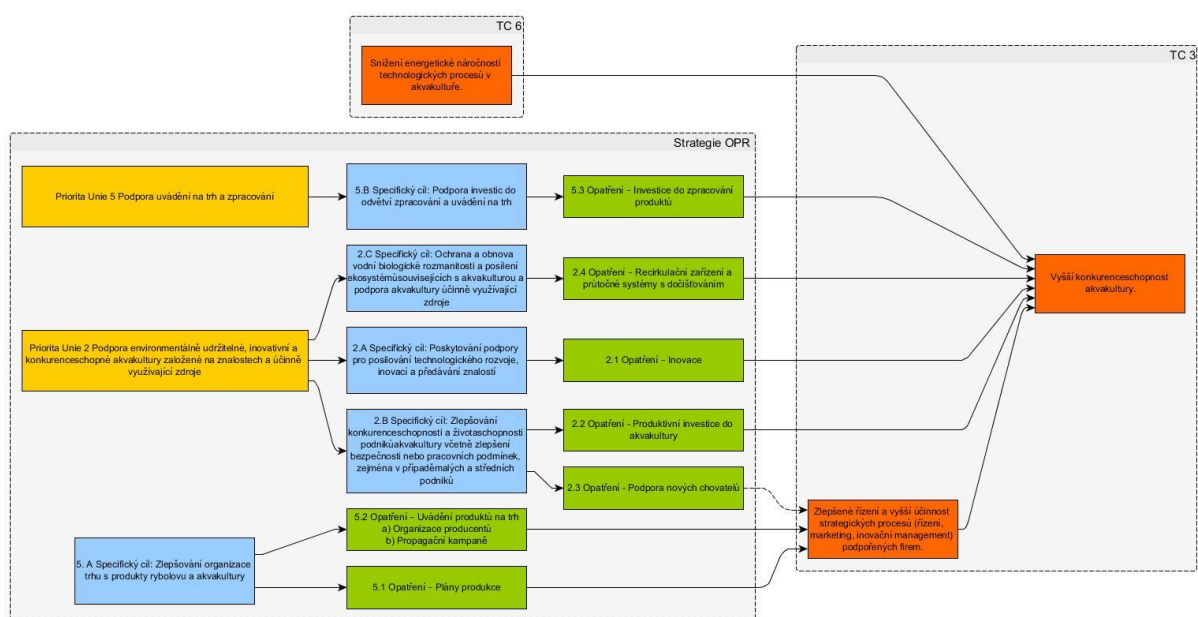 TC 6
Snížení energetické náročnosti
technologických procesů v
akvakultuře.
TC 3
Strategie OPR
Priorita Unie 5 Podpora uvádění na trh a zpracování
5.B Specifický cíl: Podpora investic do
odvětví zpracování a uvádění na trh
5.3 Opatření – Investice do zpracování
produktů
2.C Specifický cíl: Ochrana a obnova
vodní biologické rozmanitosti a posílení
ekosystémůsouvisejících s akvakulturou a
podpora akvakultury účinně využívající
zdroje
2.4 Opatření – Recirkulační zařízení a
průtočné systémy s dočišťováním
Vyšší konkurenceschopnost
akvakultury.
Priorita Unie 2 Podpora environmentálně udržitelné, inovativní a
konkurenceschopné akvakultury založené na znalostech a účinně
využívající zdroje
2.A Specifický cíl: Poskytování podpory
pro posilování technologického rozvoje,
inovací a předávání znalostí
2.1 Opatření – Inovace
2.B Specifický cíl: Zlepšování
konkurenceschopnosti a životaschopnosti
podnikůakvakultury včetně zlepšení
bezpečnosti nebo pracovních podmínek,
zejména v případěmalých a středních
podniků
2.2 Opatření - Produktivní investice do
akvakultury
2.3 Opatření - Podpora nových chovatelů
5.2 Opatření – Uvádění produktů na trh
a) Organizace producentů
b) Propagační kampaně
Zlepšené řízení a vyšší účinnost
strategických procesů (řízení,
marketing, inovační management)
podpořených firem.
5. A Specifický cíl: Zlepšování organizace
trhu s produkty rybolovu a akvakultury
5.1 Opatření – Plány produkce